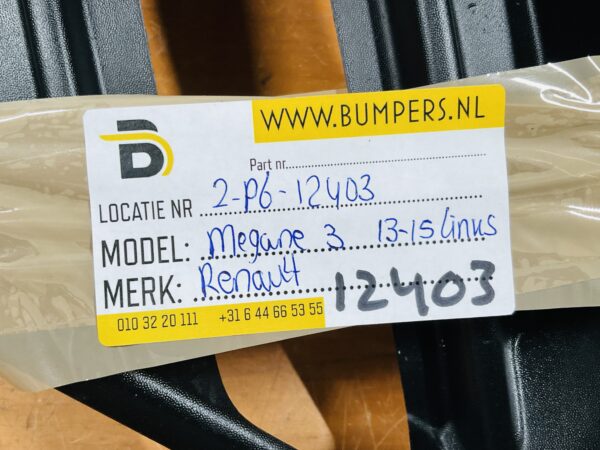 WWW.BUMPERS.NL
B
Part nr.
LOCATIE NR 2-P6-12403
MODEL: Megane 3 13-15 Linus
MERK: Renault 12403
010 32 20 111 +31 6 44 66 53 55